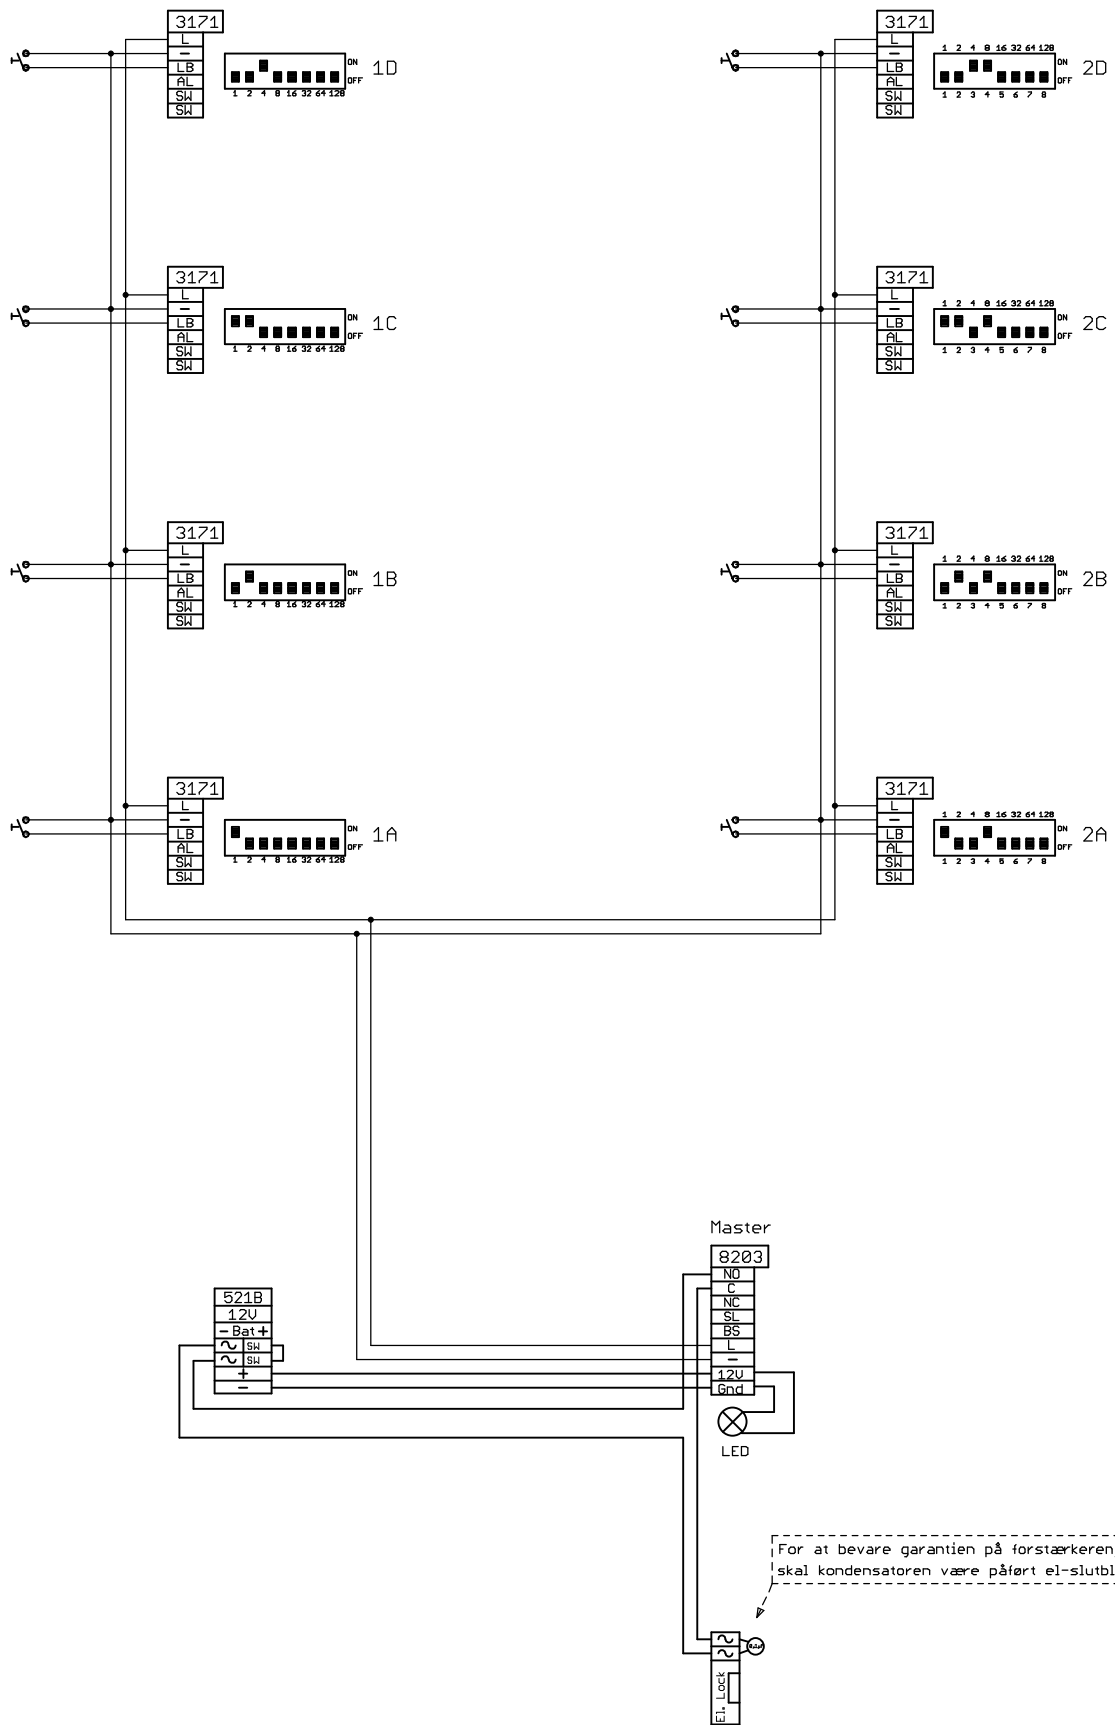 3171
L
-
LB
AL
SW
SW
ON
OFF
1 2 4 8 16 32 64 128
1D
3171
L
-
LB
AL
SW
SW
1 2 4 8 16 32 64 128
ON
OFF
1 2 3 4 5 6 7 8
2D
3171
L
-
LB
AL
SW
SW
ON
OFF
1 2 4 8 16 32 64 128
1C
3171
L
-
LB
AL
SW
SW
1 2 4 8 16 32 64 128
ON
OFF
1 2 3 4 5 6 7 8
2C
3171
L
-
LB
AL
SW
SW
ON
OFF
1 2 4 8 16 32 64 128
1B
3171
L
-
LB
AL
SW
SW
1 2 4 8 16 32 64 128
ON
OFF
1 2 3 4 5 6 7 8
2B
3171
L
-
LB
AL
SW
SW
ON
OFF
1 2 4 8 16 32 64 128
1A
3171
L
-
LB
AL
SW
SW
1 2 4 8 16 32 64 128
ON
OFF
1 2 3 4 5 6 7 8
2A
Master
8203
NO
C
NC
SL
BS
L
-
12V
Gnd
LED
521B
12V
- Bat +
~ SW
~ SW
+
-
For at bevare garantien på forstærkeren
skal kondensatoren være påført el-slutbl
~
~
El. Lock